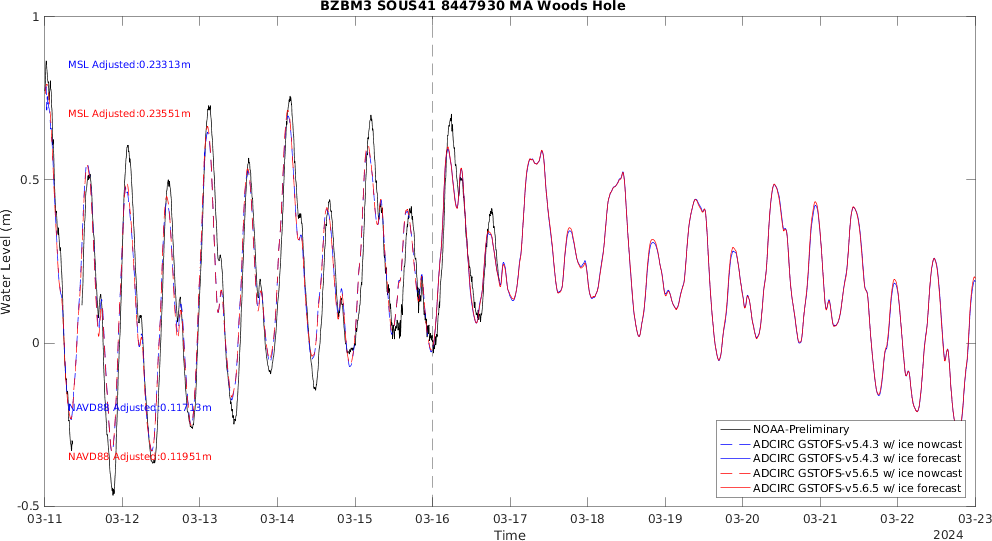 BZBM3 SOUS41 8447930 MA Woods Hole
1
0.5
0
-0.5
Water Level (m)
MSL Adjusted:0.23313m
MSL Adjusted:0.23551m
NAVD88 Adjusted:0.11713m
NAVD88 Adjusted:0.11951m
NOAA-Preliminary
ADCIRC GSTOFS-v5.4.3 w/ ice nowcast
ADCIRC GSTOFS-v5.4.3 w/ ice forecast
ADCIRC GSTOFS-v5.6.5 w/ ice nowcast
ADCIRC GSTOFS-v5.6.5 w/ ice forecast
03-11 03-12 03-13 03-14 03-15 03-16 03-17 03-18 03-19 03-20 03-21 03-22 03-23
Time
2024